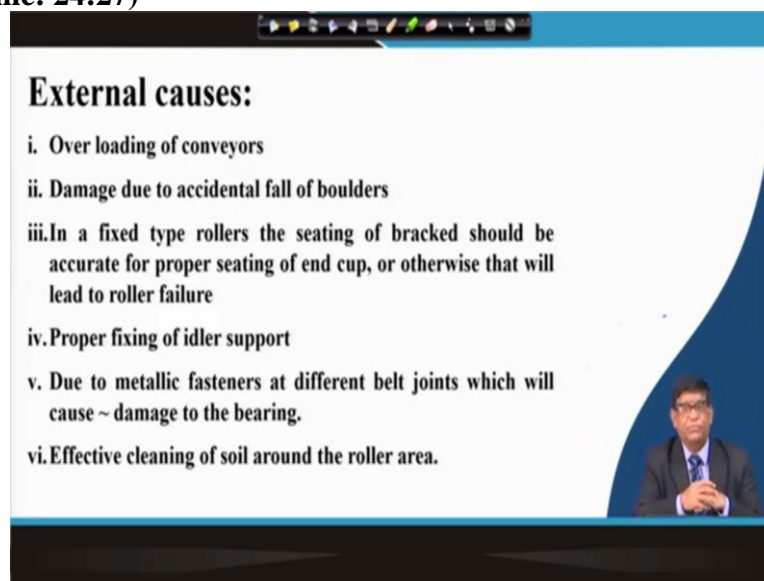 External causes:
i. Over loading of conveyors
ii. Damage due to accidental fall of boulders
iii.In a fixed type rollers the seating of bracked should be
accurate for proper seating of end cup, or otherwise that will
lead to roller failure
iv.Proper fixing of idler support
v. Due to metallic fasteners at different belt joints which will
cause ~ damage to the bearing.
vi.Effective cleaning of soil around the roller area.